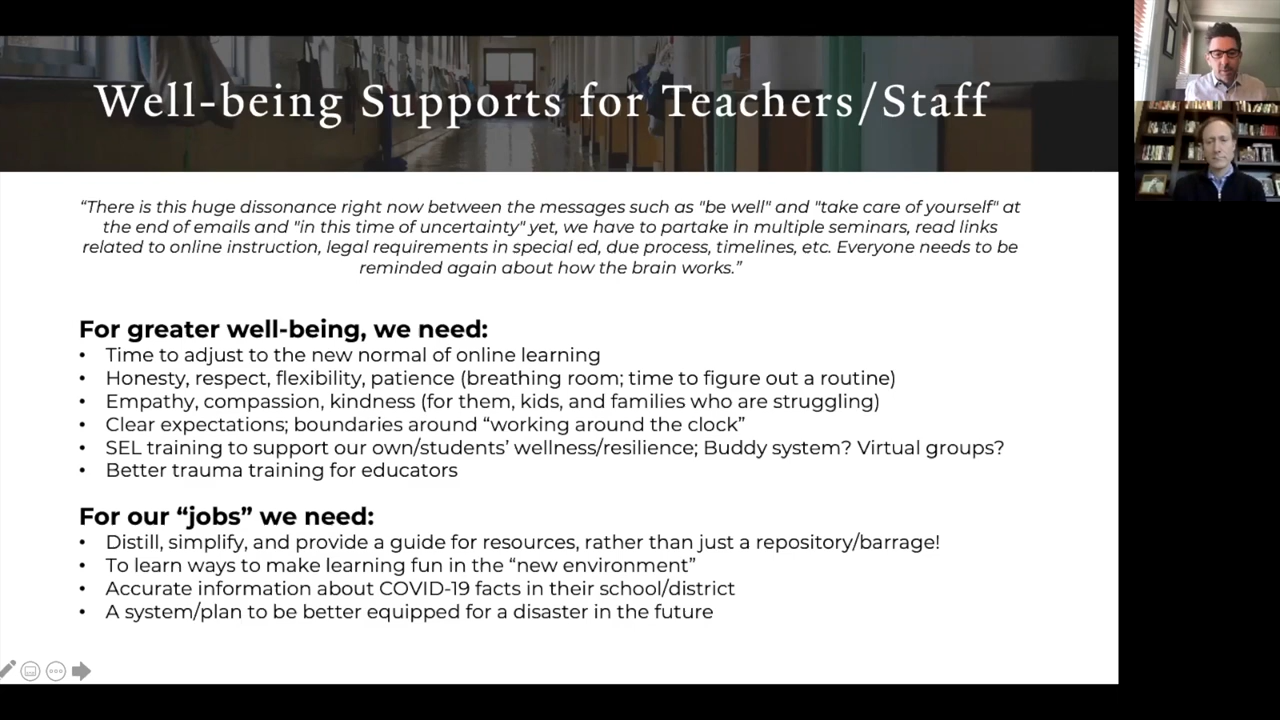 Well-being Supports for Teachers/Staff
“There is this huge dissonance right now between the messages such as "be well" and "take care of yourself" at
the end of emails and "in this time of uncertainty" yet, we have to partake in multiple seminars, read links
related to online instruction, legal requirements in special ed, due process, timelines, etc. Everyone needs to be
reminded again about how the brain works.”
For greater well-being, we need:
• Time to adjust to the new normal of online learning
• Honesty, respect, flexibility, patience (breathing room; time to figure out a routine)
• Empathy, compassion, kindness (for them, kids, and families who are struggling)
• Clear expectations; boundaries around “working around the clock”
• SEL training to support our own/students’ wellness/resilience; Buddy system? Virtual groups?
• Better trauma training for educators
For our “jobs” we need:
• Distill, simplify, and provide a guide for resources, rather than just a repository/barrage!
• To learn ways to make learning fun in the “new environment”
• Accurate information about COVID-19 facts in their school/district
• A system/plan to be better equipped for a disaster in the future